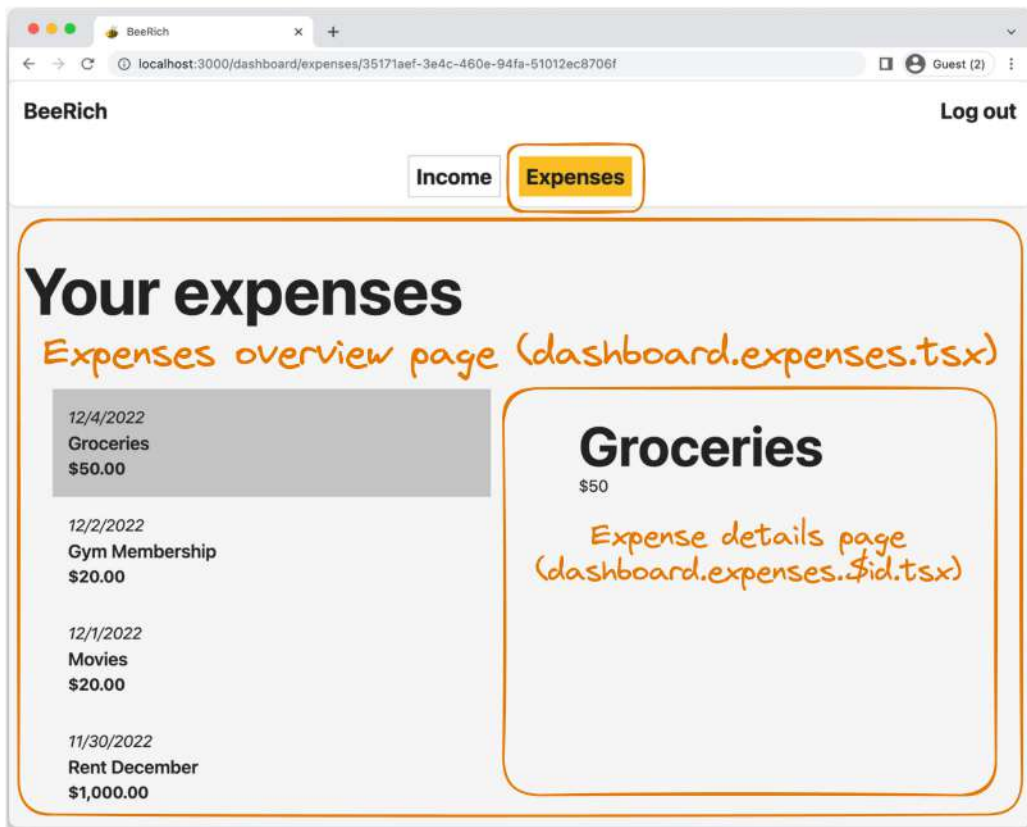 BeeRich
localhost:3000/dashboard/expenses/35171aef-3e4c-460e-94fa-51012ec8706f
Guest (2)
BeeRich
Log out
Income
Expenses
Your expenses
Expenses overview page (dashboard.expenses.tsx)
12/4/2022
Groceries
$50.00
12/2/2022
Gym Membership
$20.00
12/1/2022
Movies
$20.00
11/30/2022
Rent December
$1,000.00
Groceries
$50
Expense details page
(dashboard.expenses.$id.tsx)